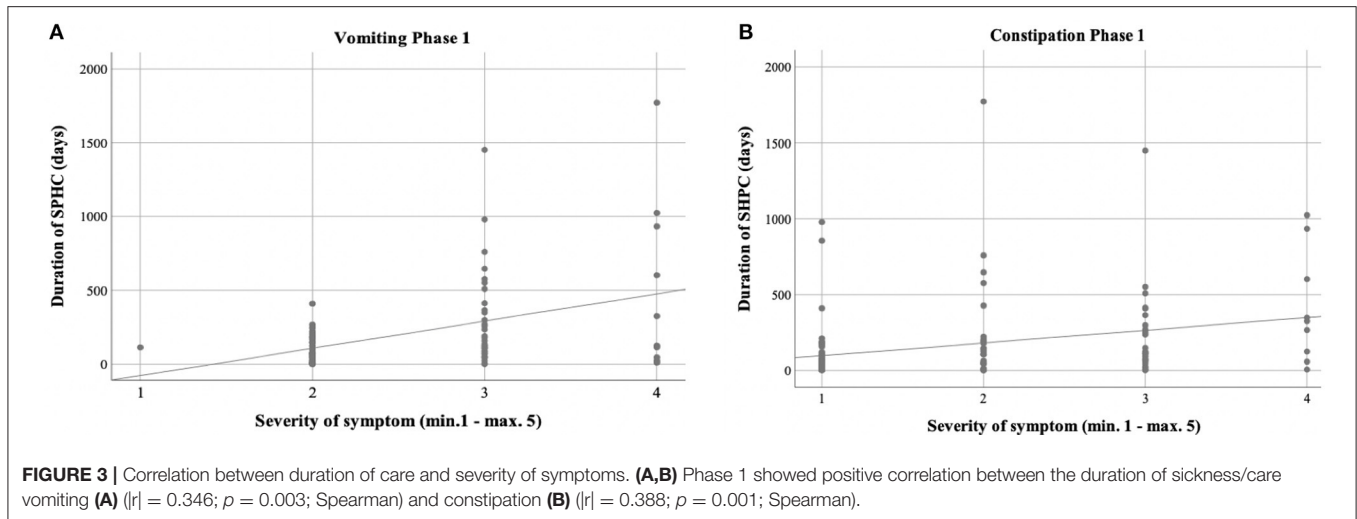 A
Vomiting Phase 1
2000
1500
1000
500
0
Duration of SPHC (days)
1 2 3 4
Severity of symptom (min.1 - max. 5)
B
Constipation Phase 1
2000
1500
1000
500
0
Duration of SHPC (days)
1 2 3 4
Severity of symptom (min. 1 - max. 5)
FIGURE 3 | Correlation between duration of care and severity of symptoms. (A,B) Phase 1 showed positive correlation between the duration of sickness/care
vomiting (A) (|r| = 0.346; p = 0.003; Spearman) and constipation (B) (|r| = 0.388; p = 0.001; Spearman).